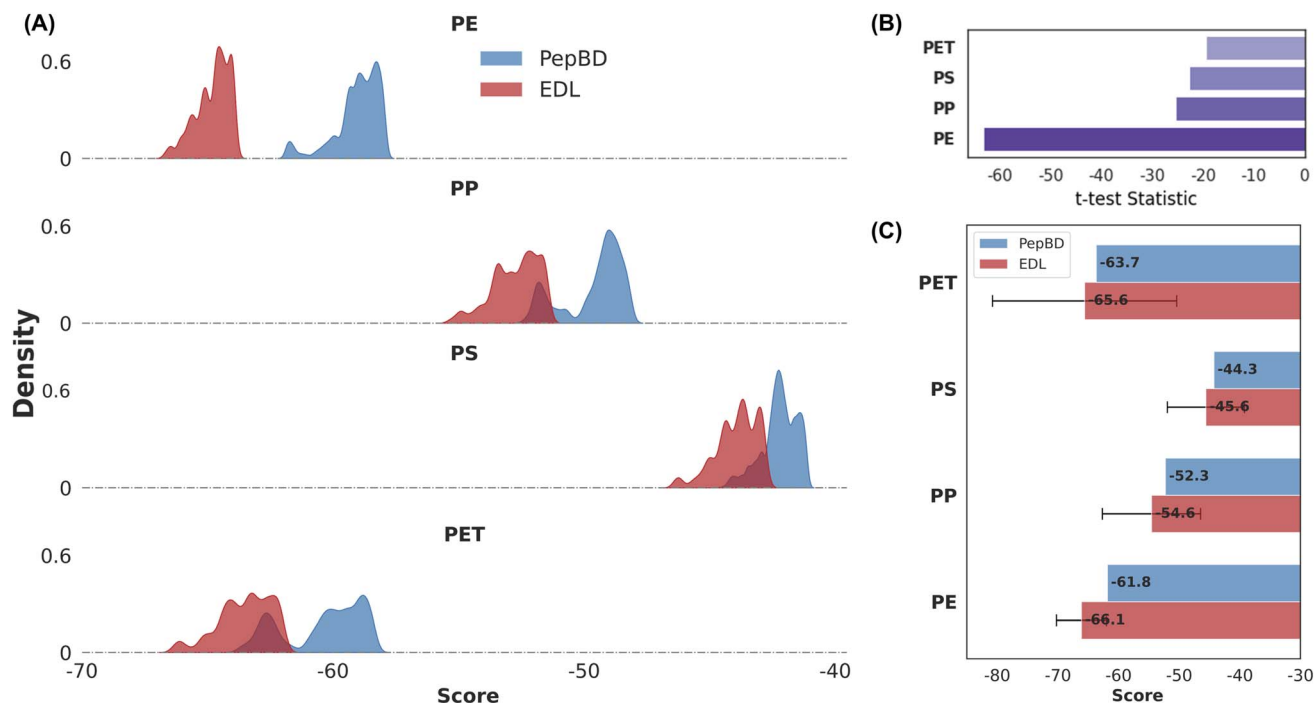 (A)
PE
PepBD
EDL
0.6
0
PP
0.6
0
PS
0.6
0
PET
0.6
0
Density
-70 -60 -50 -40
Score
(B)
PET
PS
PP
PE
-60 -50 -40 -30 -20 -10 0
t-test Statistic
(C)
PepBD
EDL
PET
-63.7
-65.6
PS
-44.3
-45.6
PP
-52.3
-54.6
PE
-61.8
-66.1
-80 -70 -60 -50 -40 -30
Score